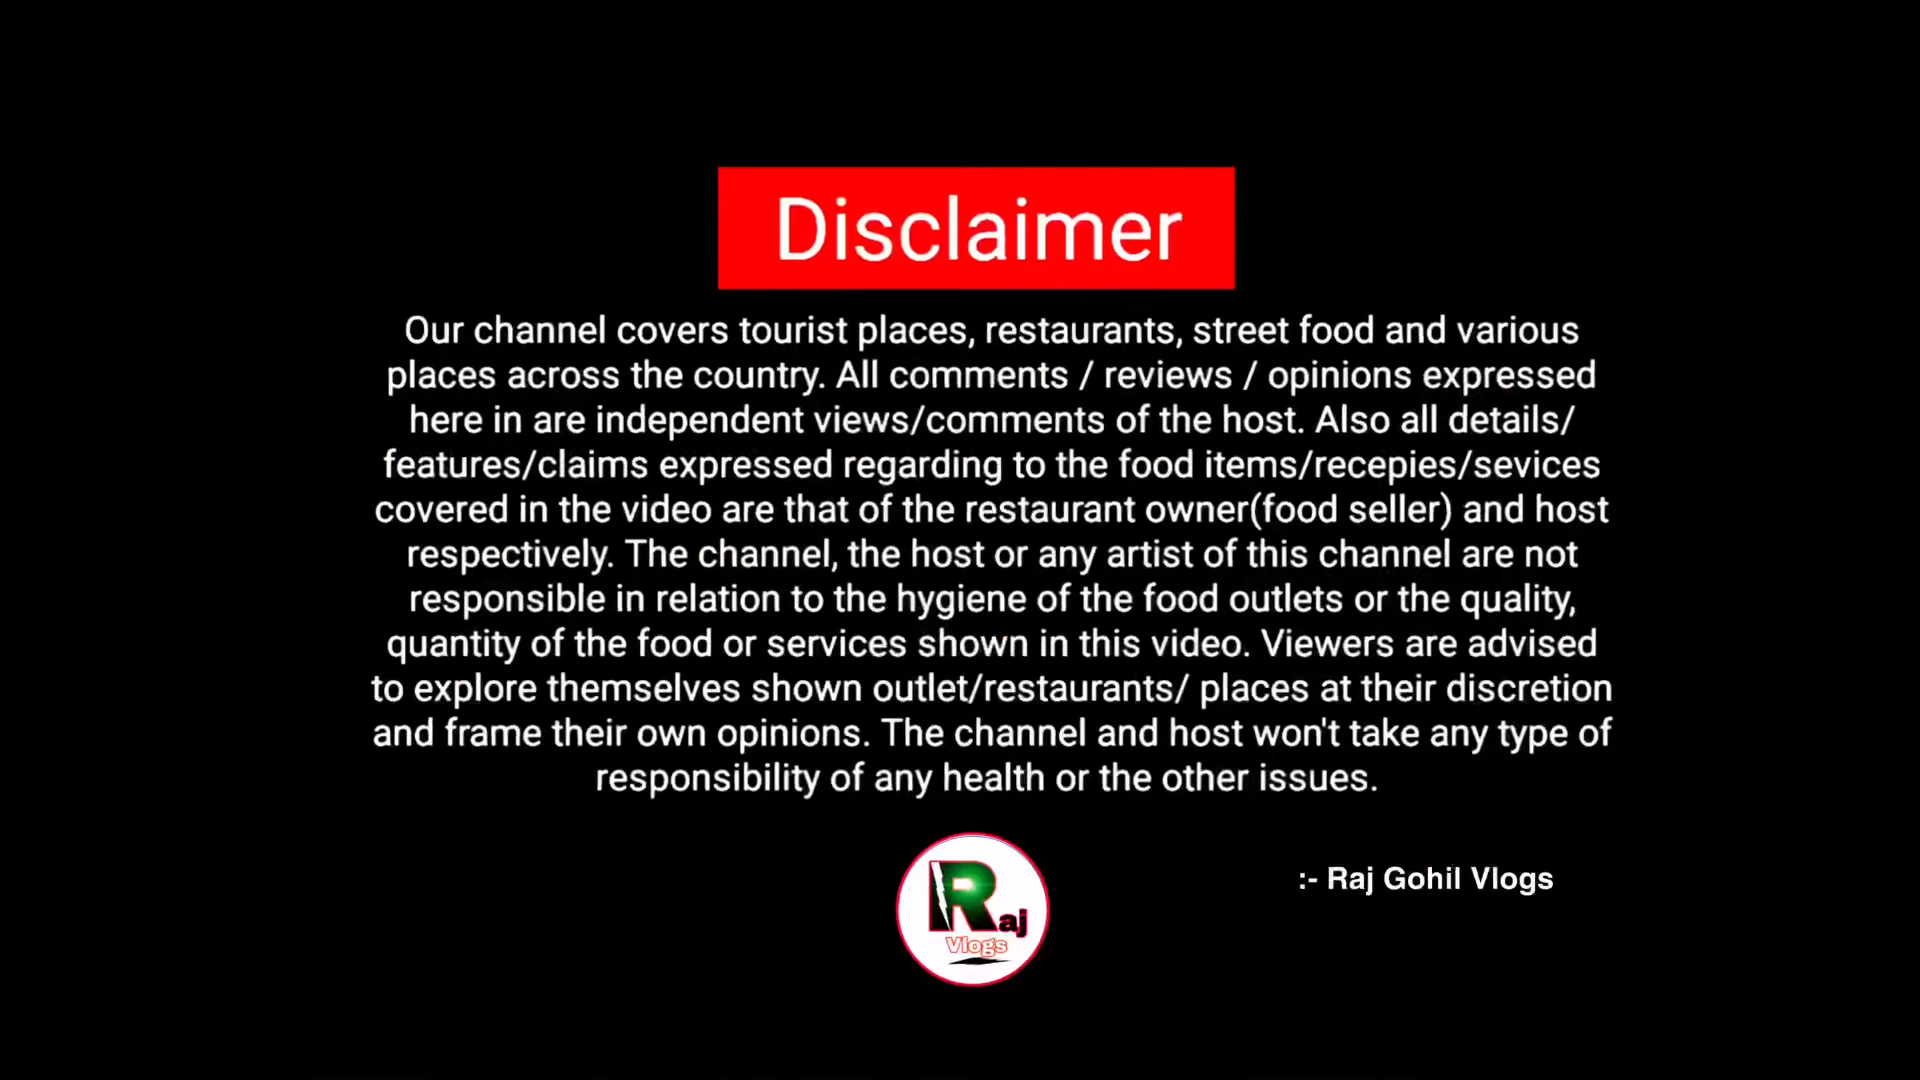 Disclaimer
Our channel covers tourist places, restaurants, street food and various
places across the country. All comments / reviews / opinions expressed
here in are independent views/comments of the host. Also all details/
features/claims expressed regarding to the food items/recepies/sevices
covered in the video are that of the restaurant owner(food seller) and host
respectively. The channel, the host or any artist of this channel are not
responsible in relation to the hygiene of the food outlets or the quality,
quantity of the food or services shown in this video. Viewers are advised
to explore themselves shown outlet/restaurants/ places at their discretion
and frame their own opinions. The channel and host won't take any type of
responsibility of any health or the other issues.
Raj
Vlogs
:- Raj Gohil Vlogs